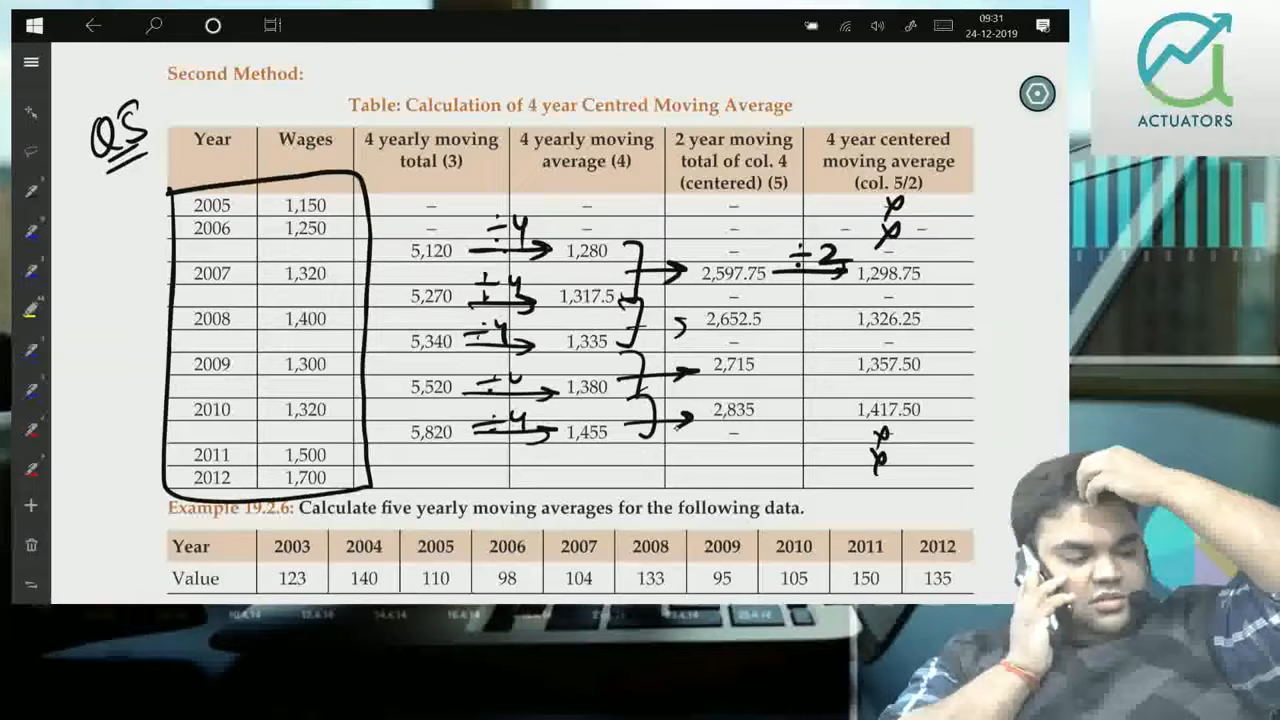 09:31
24-12-2019
ACTUATORS
Second Method:
Table: Calculation of 4 year Centred Moving Average
Q5
Year Wages 4 yearly moving total (3) 4 yearly moving average (4) 2 year moving total of col. 4 (centered) (5) 4 year centered moving average (col. 5/2)
2005 1,150 – – – –
2006 1,250 – – – – –
5,120 ÷4 1,280 – –
2007 1,320 2,597.75 ÷2 1,298.75
5,270 ÷4 1,317.5 – –
2008 1,400 2,652.5 1,326.25
5,340 ÷4 1,335 – –
2009 1,300 2,715 1,357.50
5,520 1,380
2010 1,320 2,835 1,417.50
5,820 ÷4 1,455 – –
2011 1,500
2012 1,700
Example 19.2.6: Calculate five yearly moving averages for the following data.
Year 2003 2004 2005 2006 2007 2008 2009 2010 2011 2012
Value 123 140 110 98 104 133 95 105 150 135